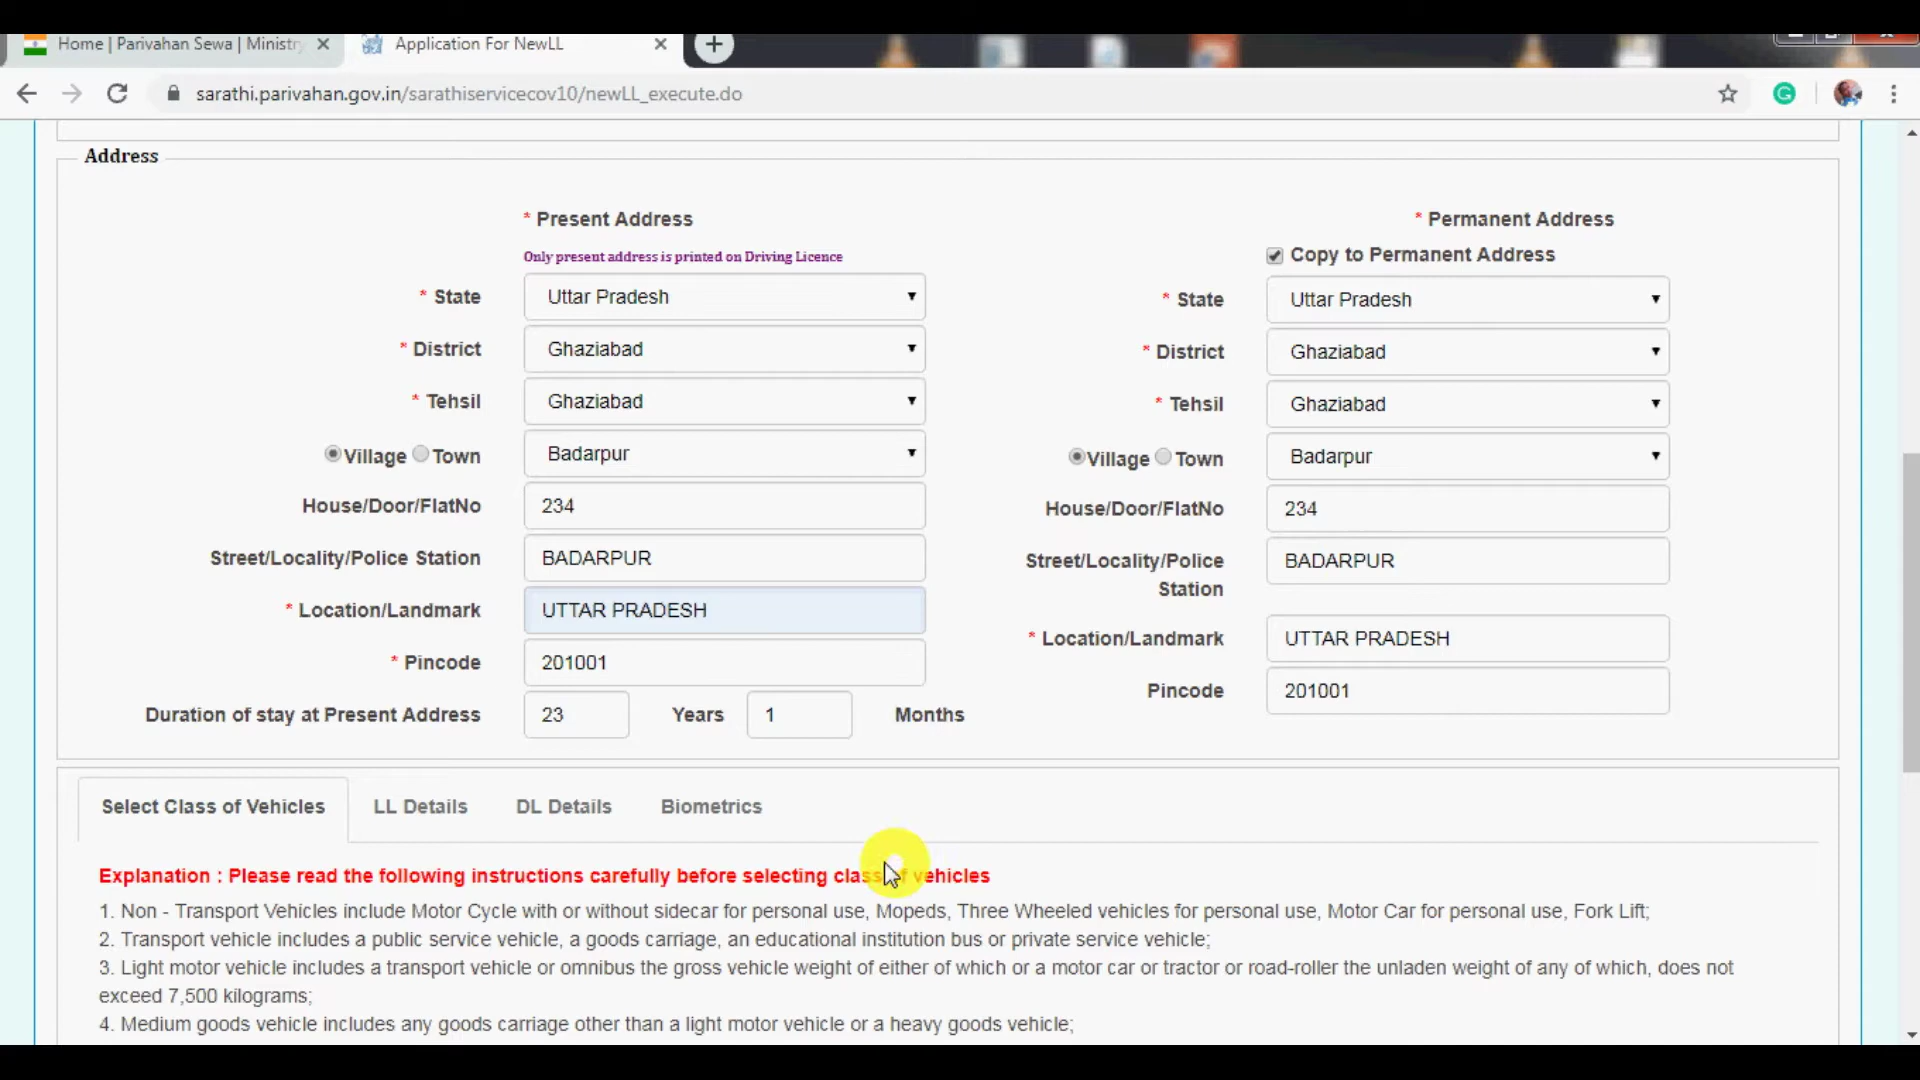 Home | Parivahan Sewa | Ministry
Application For NewLL
sarathi.parivahan.gov.in/sarathiservicecov10/newLL_execute.do
Address
* Present Address
* Permanent Address
Only present address is printed on Driving Licence
Copy to Permanent Address
* State Uttar Pradesh
* State Uttar Pradesh
* District Ghaziabad
* District Ghaziabad
* Tehsil Ghaziabad
* Tehsil Ghaziabad
Village Town Badarpur
Village Town Badarpur
House/Door/FlatNo 234
House/Door/FlatNo 234
Street/Locality/Police Station BADARPUR
Street/Locality/Police BADARPUR
Station
* Location/Landmark UTTAR PRADESH
* Location/Landmark UTTAR PRADESH
* Pincode 201001
Pincode 201001
Duration of stay at Present Address 23 Years 1 Months
Select Class of Vehicles LL Details DL Details Biometrics
Explanation : Please read the following instructions carefully before selecting class of vehicles
1. Non - Transport Vehicles include Motor Cycle with or without sidecar for personal use, Mopeds, Three Wheeled vehicles for personal use, Motor Car for personal use, Fork Lift;
2. Transport vehicle includes a public service vehicle, a goods carriage, an educational institution bus or private service vehicle;
3. Light motor vehicle includes a transport vehicle or omnibus the gross vehicle weight of either of which or a motor car or tractor or road-roller the unladen weight of any of which, does not
exceed 7,500 kilograms;
4. Medium goods vehicle includes any goods carriage other than a light motor vehicle or a heavy goods vehicle;